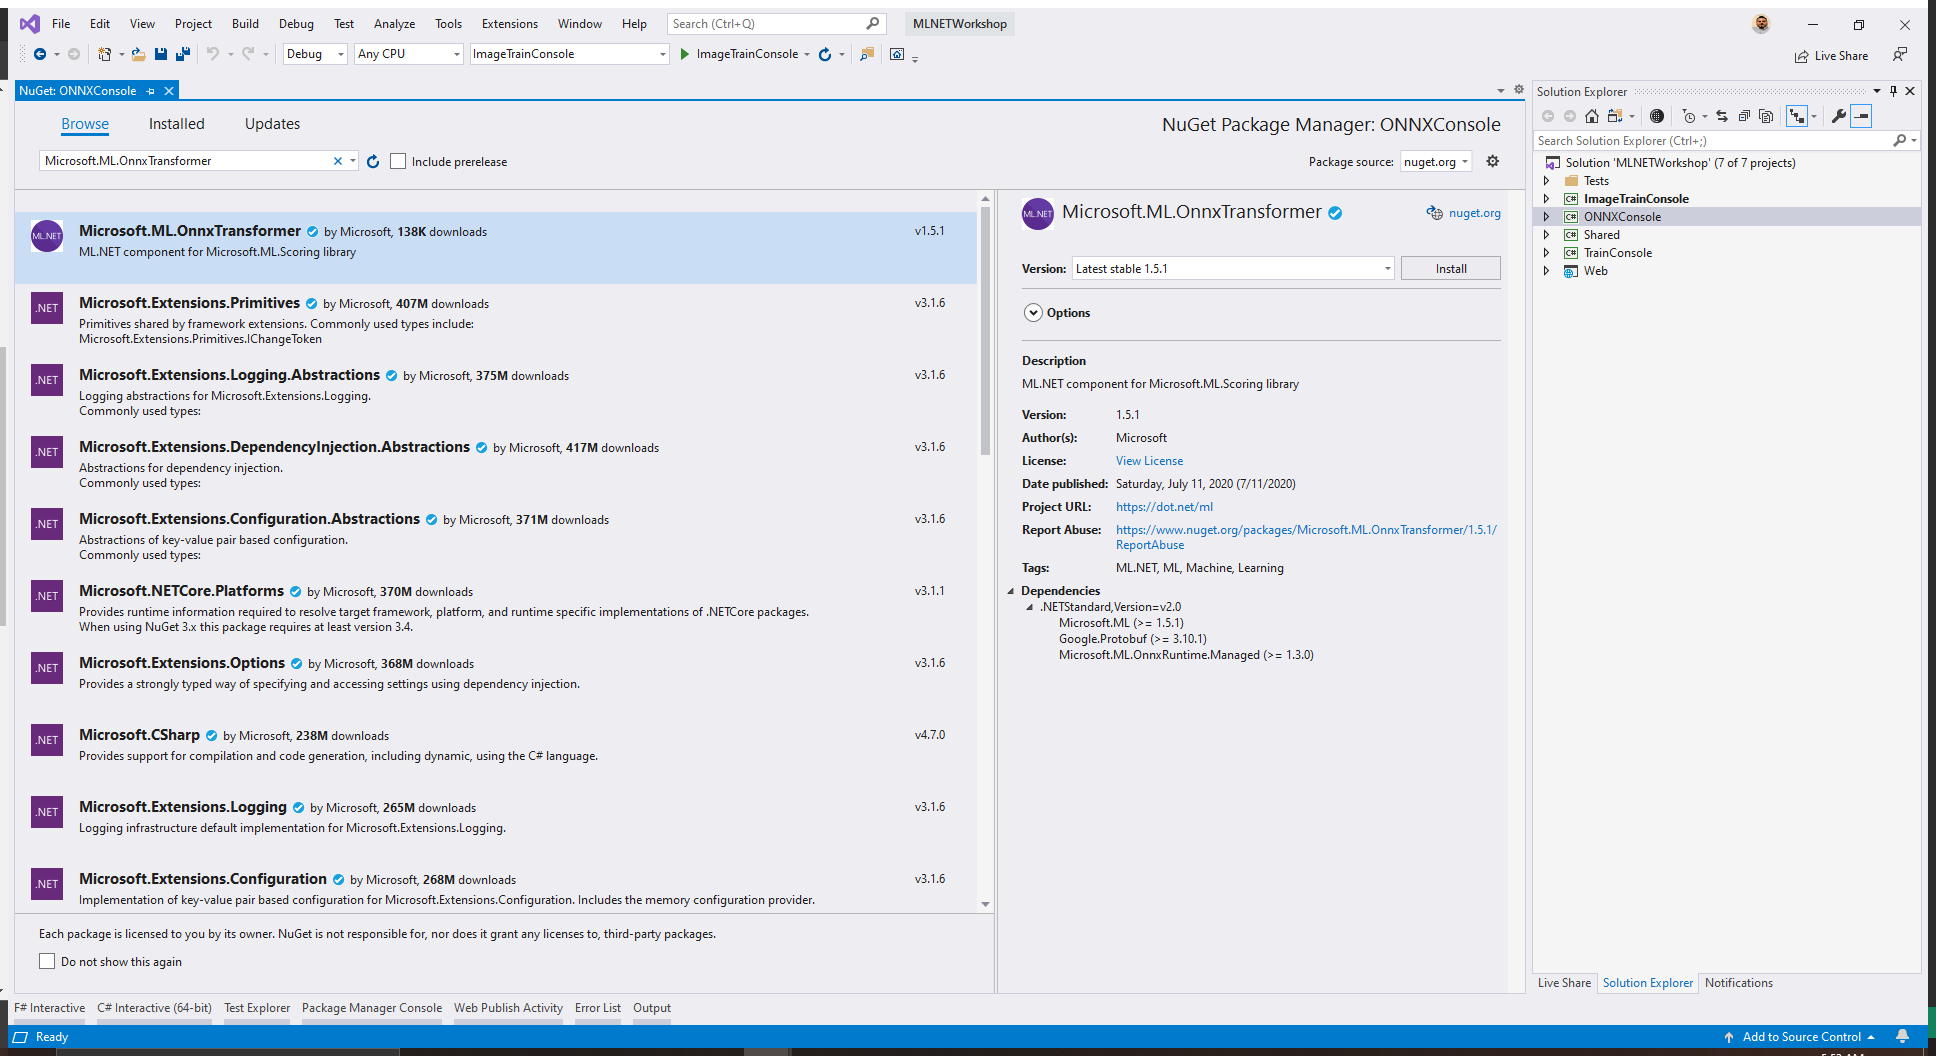 File Edit View Project Build Debug Test Analyze Tools Extensions Window Help Search (Ctrl+Q) MLNETWorkshop
Debug Any CPU ImageTrainConsole ImageTrainConsole Live Share
NuGet: ONNXConsole
Browse Installed Updates NuGet Package Manager: ONNXConsole
Microsoft.ML.OnnxTransformer Include prerelease Package source: nuget.org
ML.NET
Microsoft.ML.OnnxTransformer by Microsoft, 138K downloads v1.5.1
ML.NET component for Microsoft.ML.Scoring library
.NET
Microsoft.Extensions.Primitives by Microsoft, 407M downloads v3.1.6
Primitives shared by framework extensions. Commonly used types include:
Microsoft.Extensions.Primitives.IChangeToken
.NET
Microsoft.Extensions.Logging.Abstractions by Microsoft, 375M downloads v3.1.6
Logging abstractions for Microsoft.Extensions.Logging.
Commonly used types:
.NET
Microsoft.Extensions.DependencyInjection.Abstractions by Microsoft, 417M downloads v3.1.6
Abstractions for dependency injection.
Commonly used types:
.NET
Microsoft.Extensions.Configuration.Abstractions by Microsoft, 371M downloads v3.1.6
Abstractions of key-value pair based configuration.
Commonly used types:
.NET
Microsoft.NETCore.Platforms by Microsoft, 370M downloads v3.1.1
Provides runtime information required to resolve target framework, platform, and runtime specific implementations of .NETCore packages.
When using NuGet 3.x this package requires at least version 3.4.
.NET
Microsoft.Extensions.Options by Microsoft, 368M downloads v3.1.6
Provides a strongly typed way of specifying and accessing settings using dependency injection.
.NET
Microsoft.CSharp by Microsoft, 238M downloads v4.7.0
Provides support for compilation and code generation, including dynamic, using the C# language.
.NET
Microsoft.Extensions.Logging by Microsoft, 265M downloads v3.1.6
Logging infrastructure default implementation for Microsoft.Extensions.Logging.
.NET
Microsoft.Extensions.Configuration by Microsoft, 268M downloads v3.1.6
Implementation of key-value pair based configuration for Microsoft.Extensions.Configuration. Includes the memory configuration provider.
Each package is licensed to you by its owner. NuGet is not responsible for, nor does it grant any licenses to, third-party packages.
Do not show this again
ML.NET Microsoft.ML.OnnxTransformer nuget.org
Version: Latest stable 1.5.1 Install
Options
Description
ML.NET component for Microsoft.ML.Scoring library
Version: 1.5.1
Author(s): Microsoft
License: View License
Date published: Saturday, July 11, 2020 (7/11/2020)
Project URL: https://dot.net/ml
Report Abuse: https://www.nuget.org/packages/Microsoft.ML.OnnxTransformer/1.5.1/
ReportAbuse
Tags: ML.NET, ML, Machine, Learning
Dependencies
.NETStandard,Version=v2.0
Microsoft.ML (>= 1.5.1)
Google.Protobuf (>= 3.10.1)
Microsoft.ML.OnnxRuntime.Managed (>= 1.3.0)
Solution Explorer
Search Solution Explorer (Ctrl+;)
Solution 'MLNETWorkshop' (7 of 7 projects)
Tests
C# ImageTrainConsole
C# ONNXConsole
C# Shared
C# TrainConsole
Web
Live Share Solution Explorer Notifications
F# Interactive C# Interactive (64-bit) Test Explorer Package Manager Console Web Publish Activity Error List Output
Ready Add to Source Control